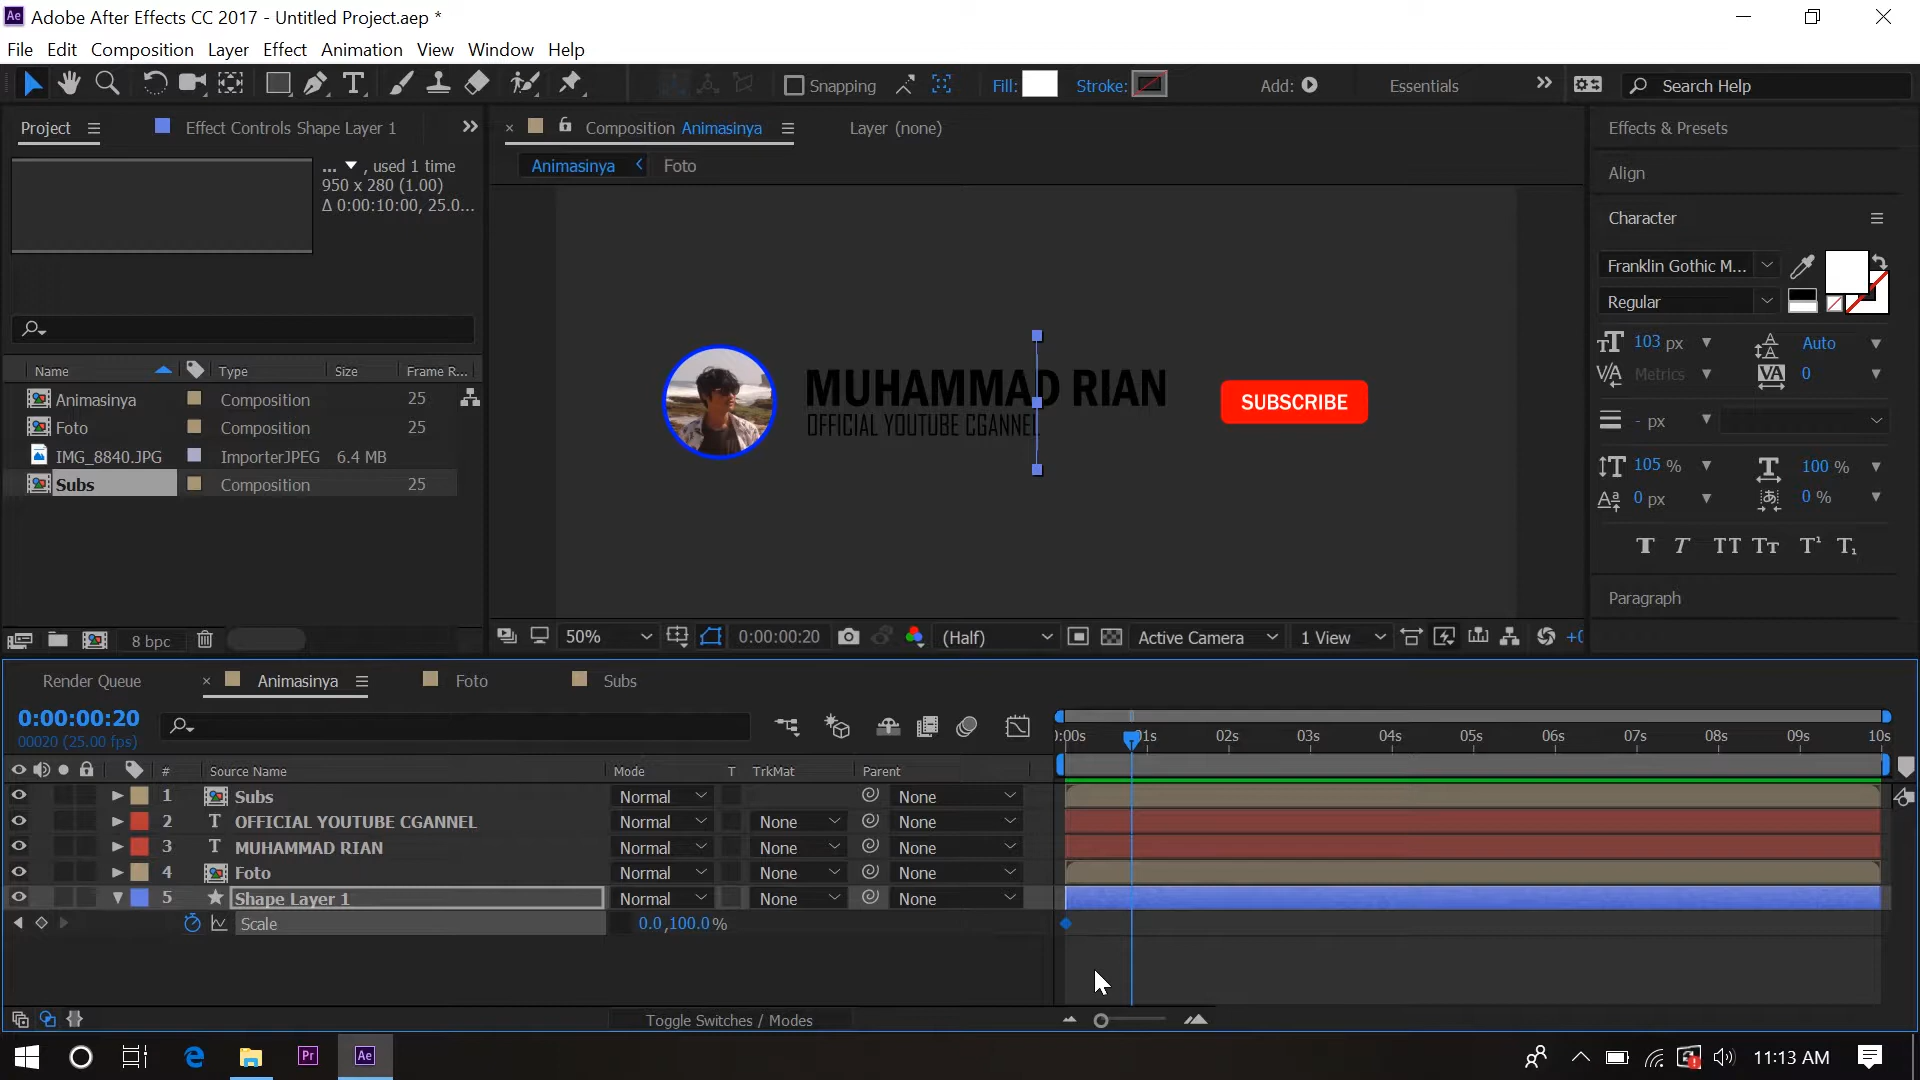 Adobe After Effects CC 2017 - Untitled Project.aep *
File Edit Composition Layer Effect Animation View Window Help
Snapping Fill: Stroke: Add: Essentials Search Help
Project Effect Controls Shape Layer 1
Composition Animasinya Layer (none)
Animasinya Foto
... , used 1 time
950 x 280 (1.00)
Δ 0:00:10:00, 25.0...
Name Type Size Frame R...
Animasinya Composition 25
Foto Composition 25
IMG_8840.JPG ImporterJPEG 6.4 MB
Subs Composition 25
8 bpc
MUHAMMAD RIAN
OFFICIAL YOUTUBE CGANNEL
SUBSCRIBE
50% 0:00:00:20 (Half) Active Camera 1 View +0
Effects & Presets
Align
Character
Franklin Gothic M...
Regular
103 px Auto
Metrics 0
- px
105 % 100 %
0 px 0 %
Paragraph
Render Queue Animasinya Foto Subs
0:00:00:20
00020 (25.00 fps)
):00s 01s 02s 03s 04s 05s 06s 07s 08s 09s 10s
# Source Name Mode T TrkMat Parent
1 Subs Normal None
2 OFFICIAL YOUTUBE CGANNEL Normal None None
3 MUHAMMAD RIAN Normal None None
4 Foto Normal None None
5 Shape Layer 1 Normal None None
Scale 0.0,100.0%
Toggle Switches / Modes
11:13 AM